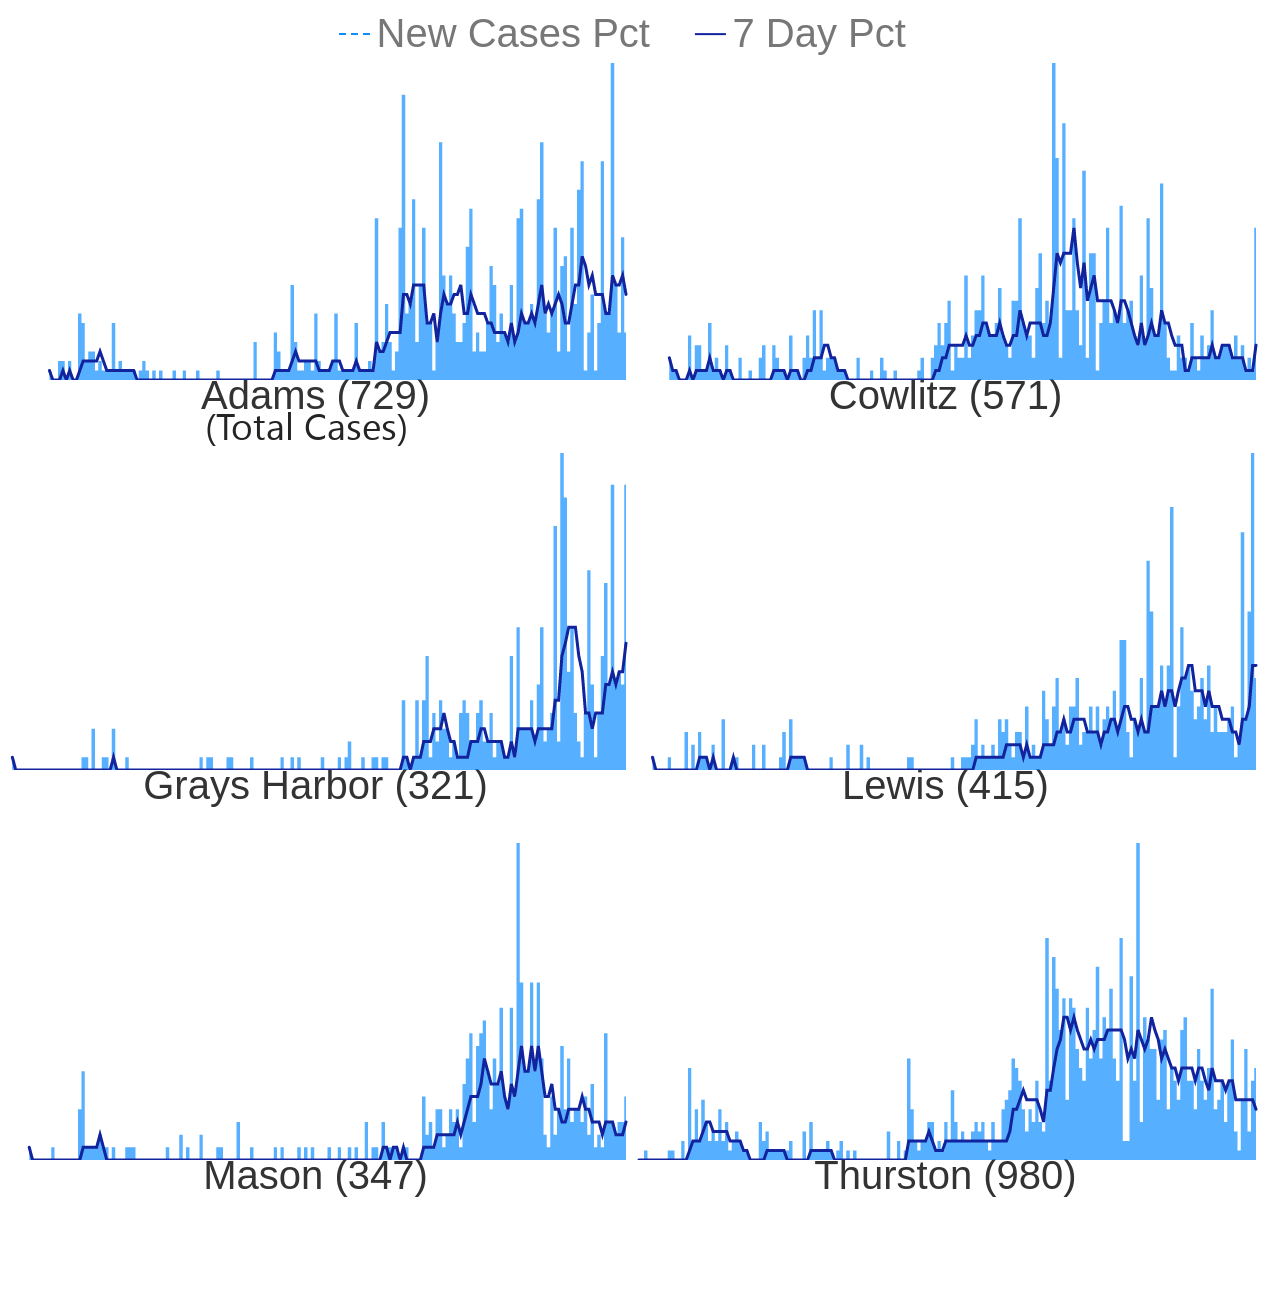 New Cases Pct 7 Day Pct
Adams (729) Cowlitz (571)
(Total Cases)
Grays Harbor (321) Lewis (415)
Mason (347) Thurston (980)